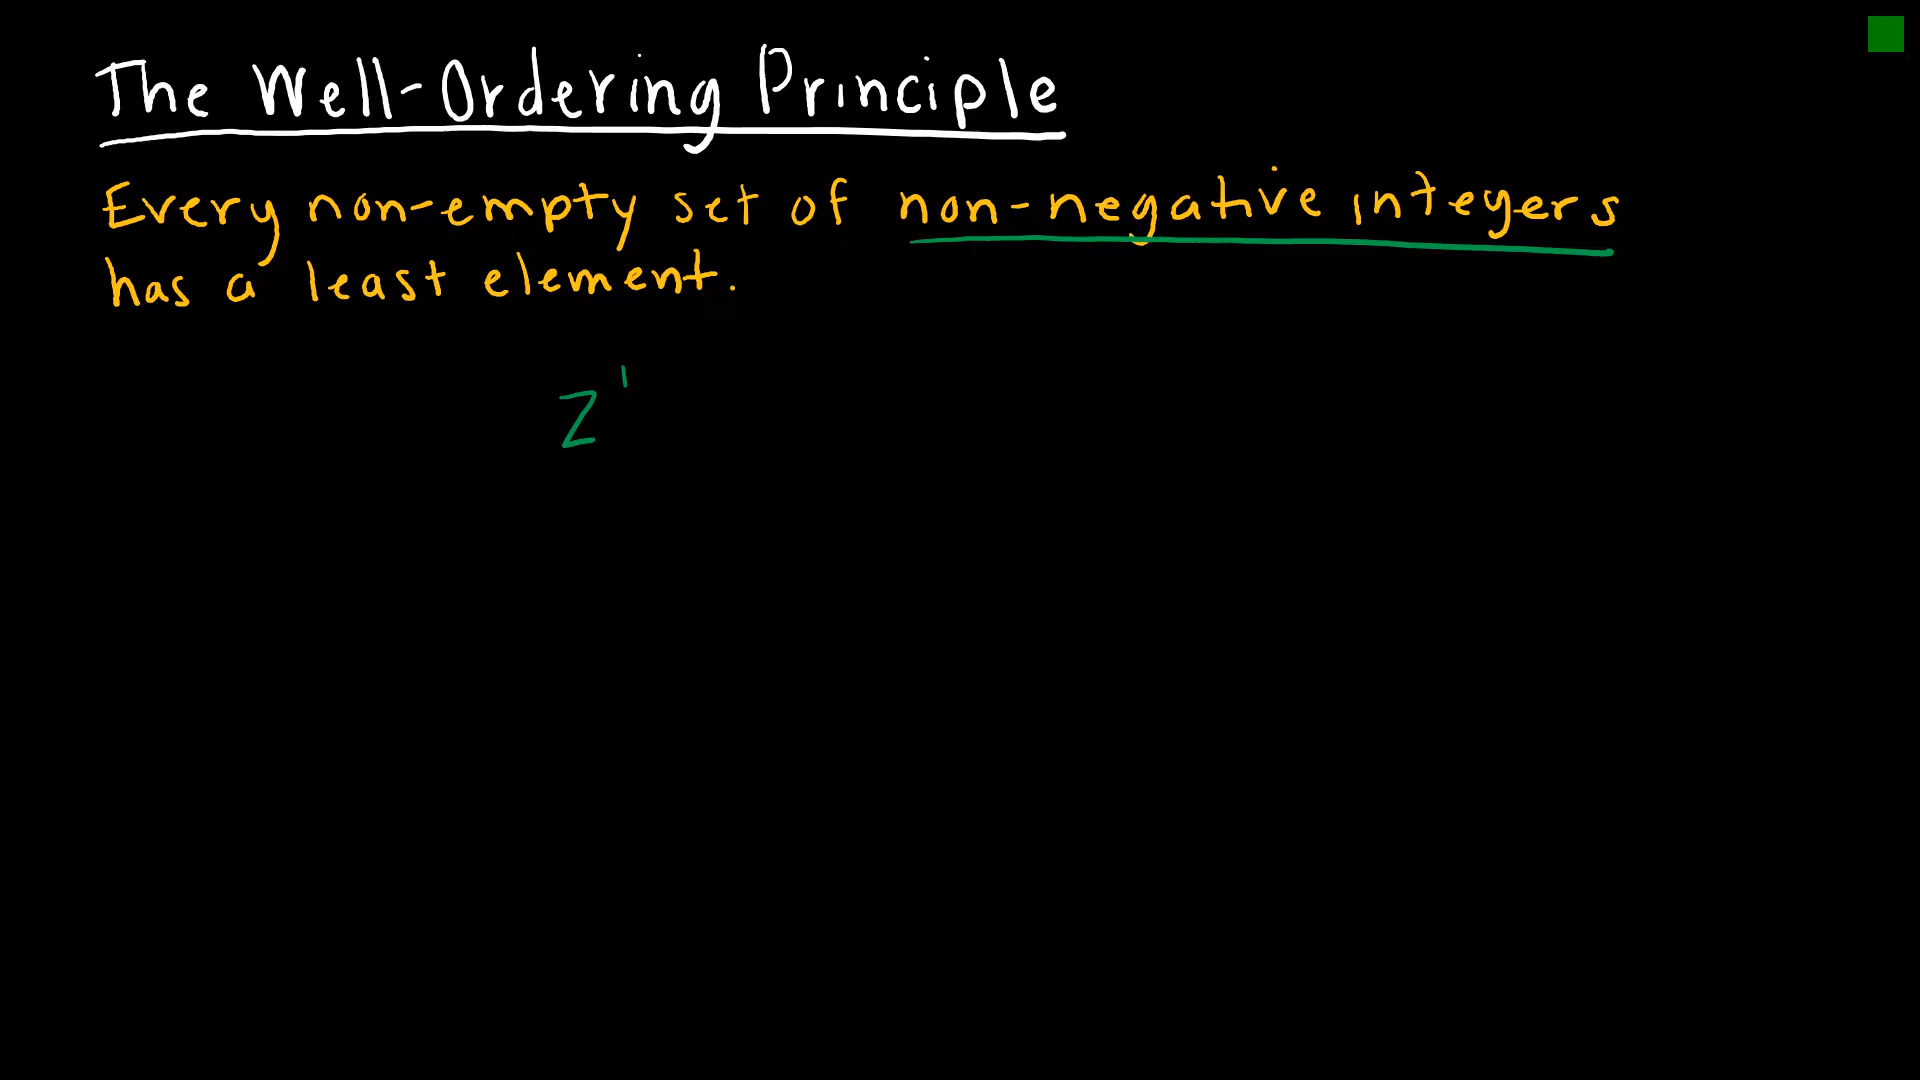 The Well-Ordering Principle
Every non-empty set of non-negative integers
has a least element.
Z'